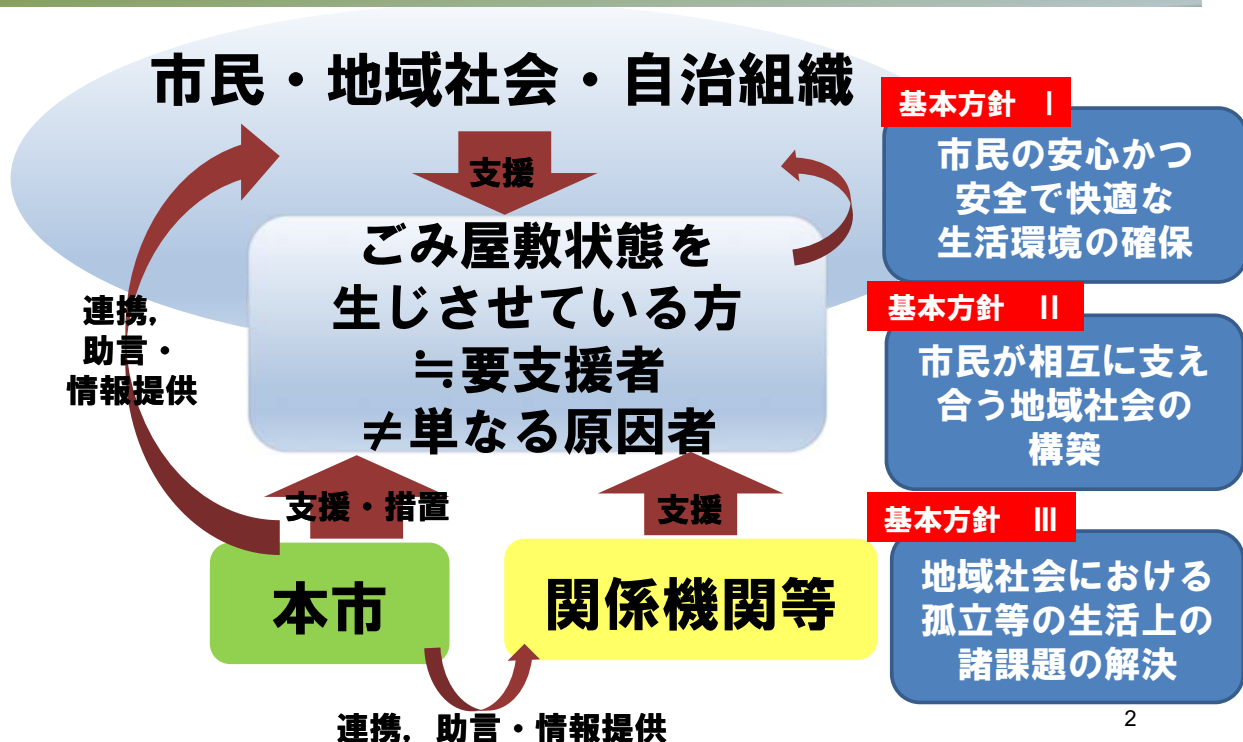 市民・地域社会・自治組織
支援
ごみ屋敷状態を
生じさせている方
≒要支援者
≠単なる原因者
連携，
助言・
情報提供
支援・措置
支援
本市
関係機関等
連携，助言・情報提供
基本方針　Ⅰ
市民の安心かつ
安全で快適な
生活環境の確保
基本方針　Ⅱ
市民が相互に支え
合う地域社会の
構築
基本方針　Ⅲ
地域社会における
孤立等の生活上の
諸課題の解決
2